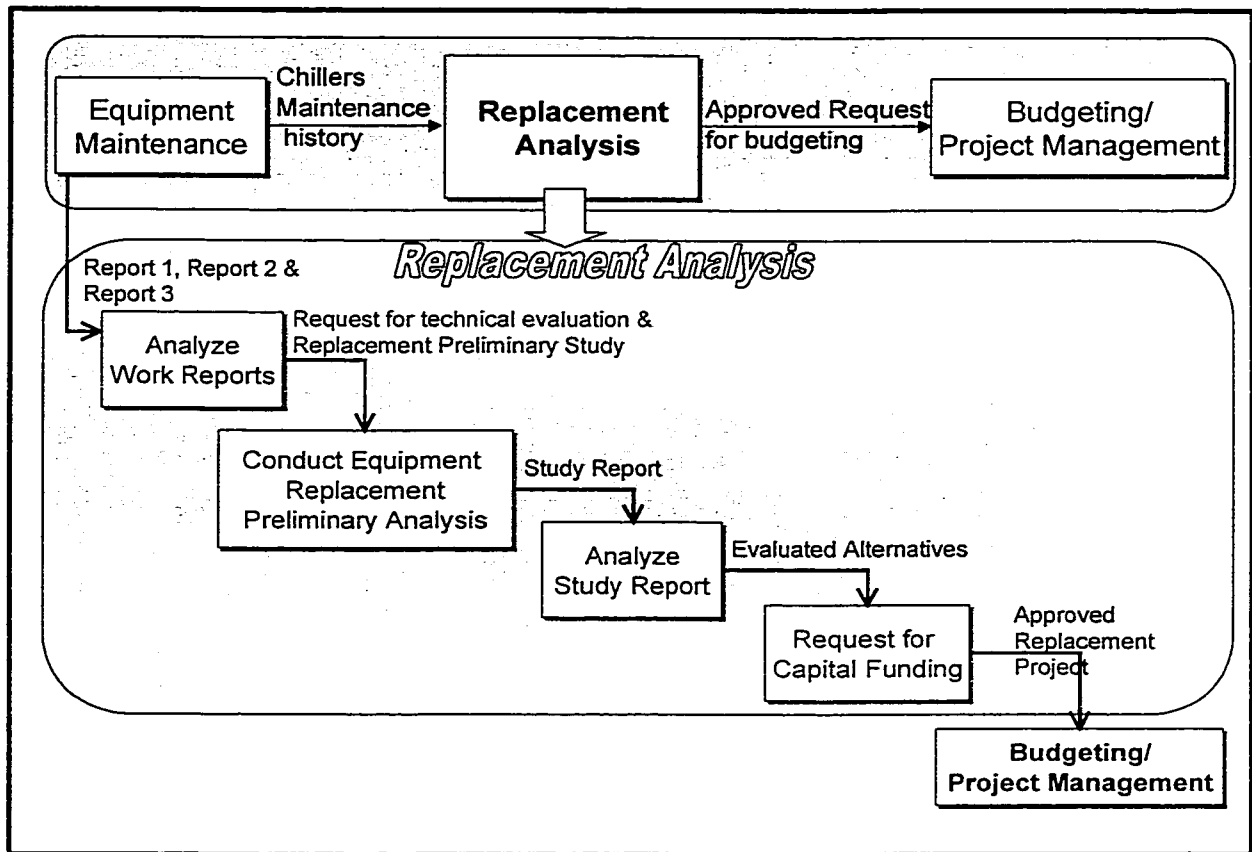 Equipment
Maintenance
Chillers
Maintenance
history
Replacement
Analysis
Approved Request
for budgeting
Budgeting/
Project Management
Replacement Analysis
Report 1, Report 2 &
Report 3
Analyze
Work Reports
Request for technical evaluation &
Replacement Preliminary Study
Conduct Equipment
Replacement
Preliminary Analysis
Study Report
Analyze
Study Report
Evaluated Alternatives
Request for
Capital Funding
Approved
Replacement
Project
Budgeting/
Project Management